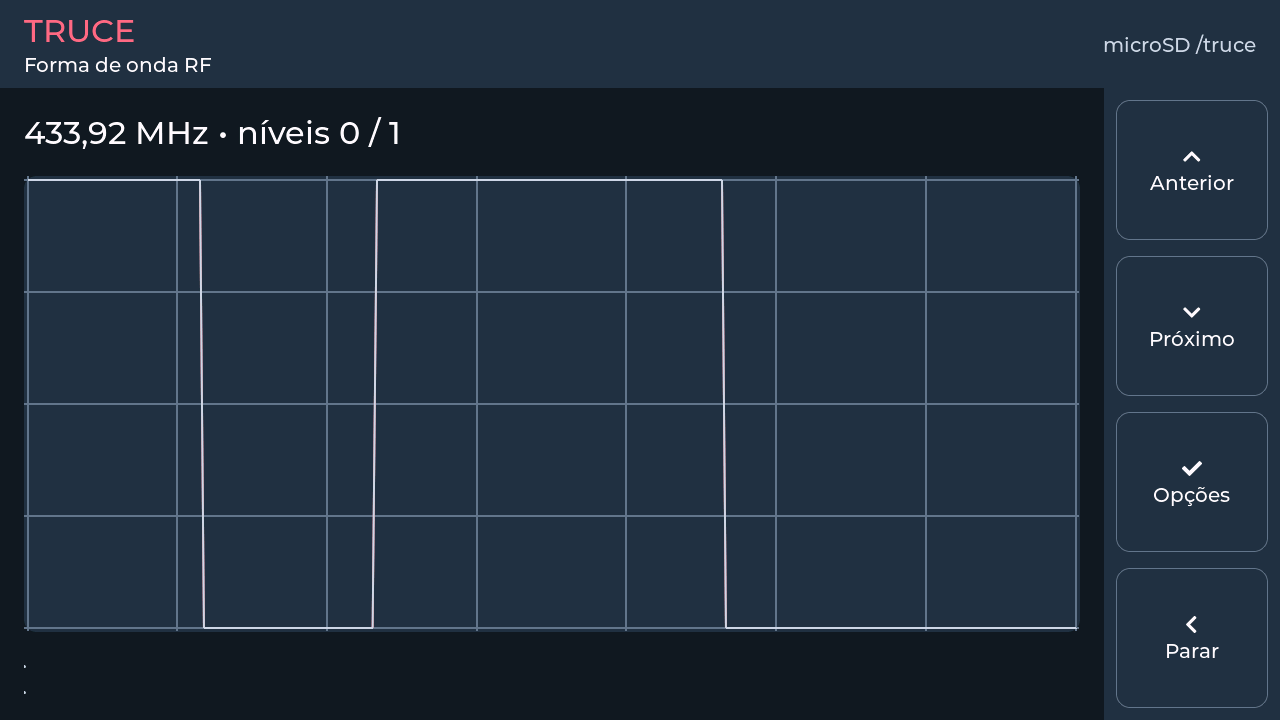 TRUCE
Forma de onda RF
microSD /truce
433,92 MHz • níveis 0 / 1
Anterior
Próximo
Opções
Parar
.
.